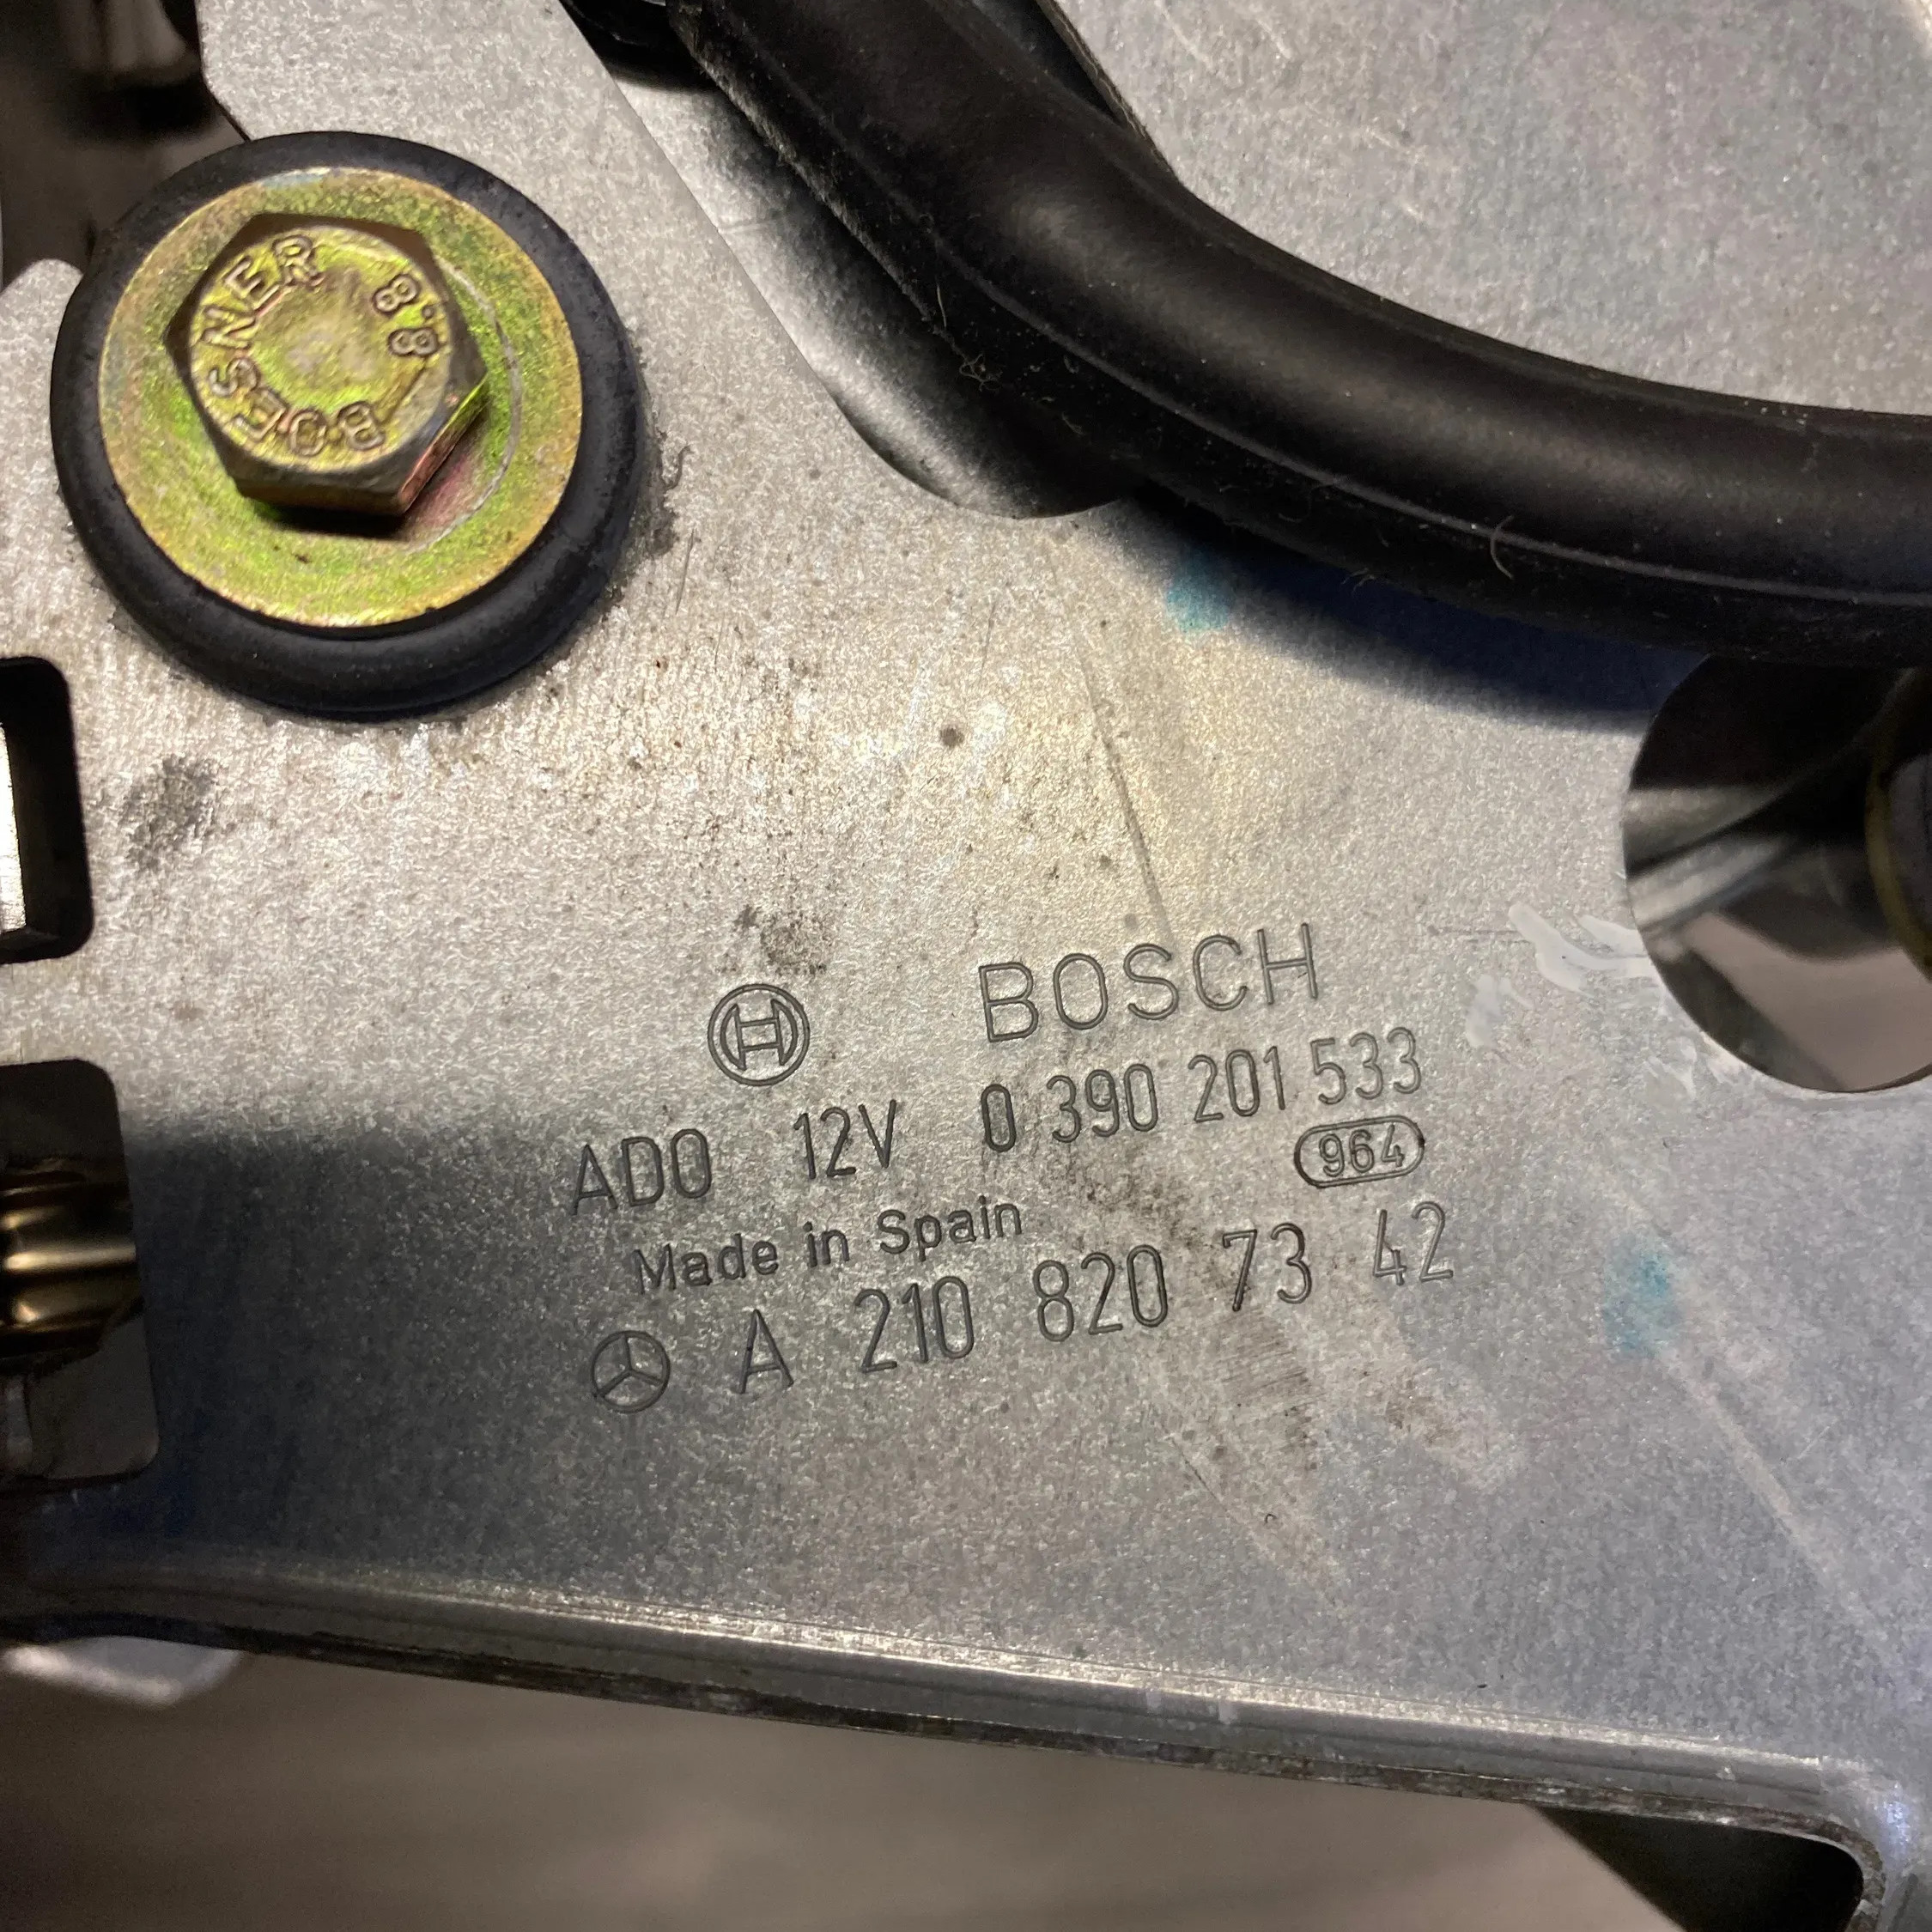 BOESNER 8.8
BOSCH
ADO 12V 0 390 201 533
964
Made in Spain
A 210 820 73 42